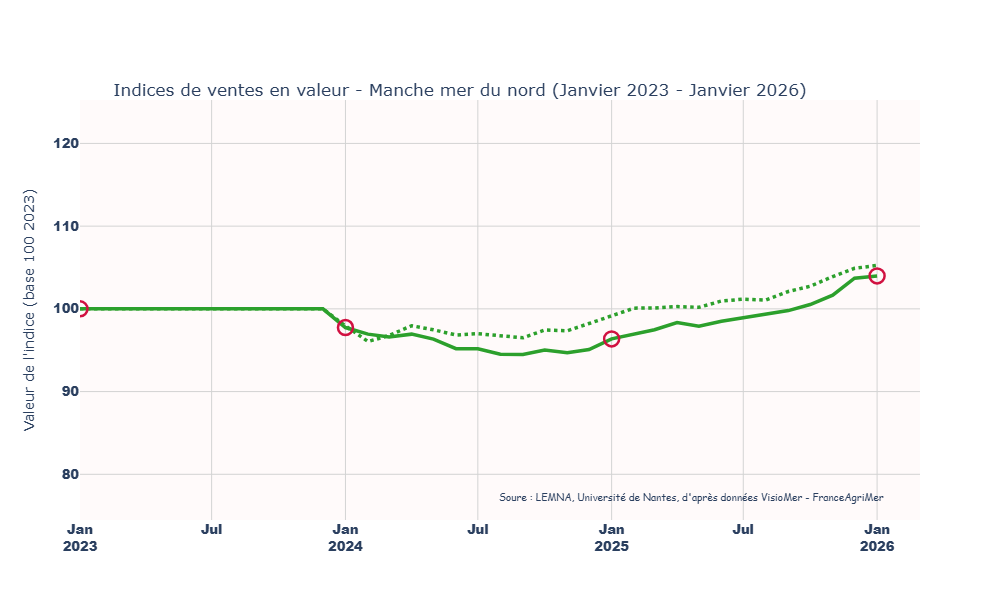 Indices de ventes en valeur - Manche mer du nord (Janvier 2023 - Janvier 2026)
Valeur de l'indice (base 100 2023)
120
110
100
90
80
Soure : LEMNA, Université de Nantes, d'après données VisioMer - FranceAgriMer
Jan Jul Jan Jul Jan Jul Jan
2023 2024 2025 2026